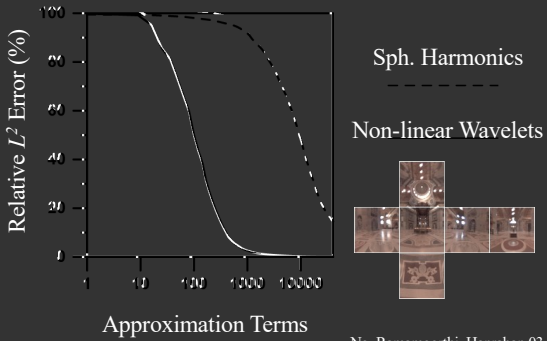 100
80
60
40
20
0
1
10
100
1000
10000
Relative L² Error (%)
Approximation Terms
Sph. Harmonics
Non-linear Wavelets